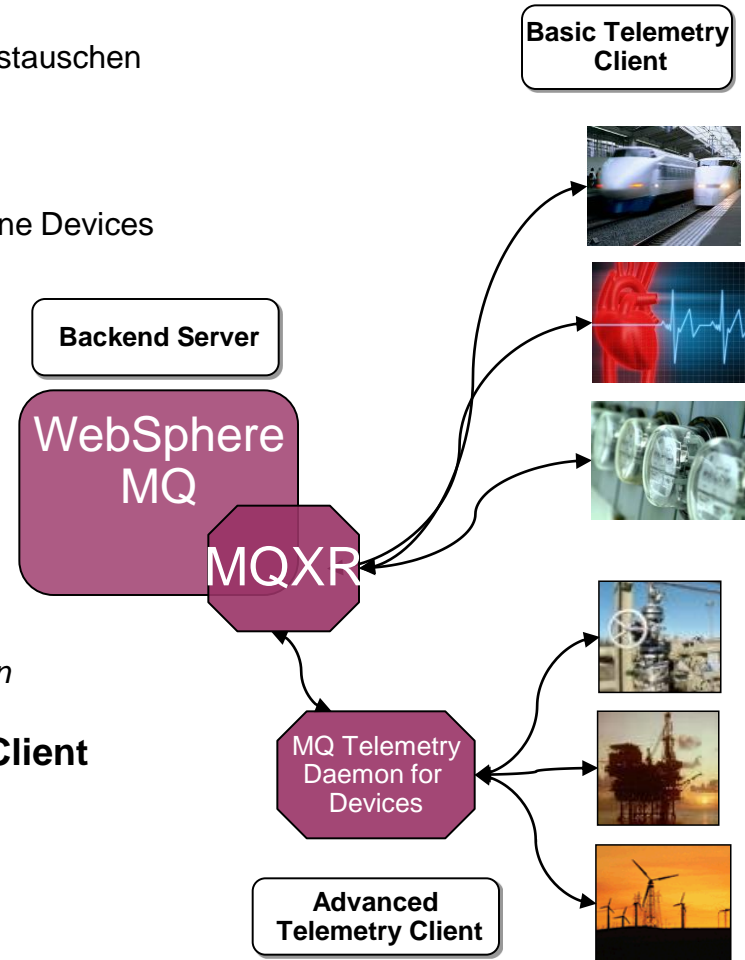 Basic Telemetry
Client
stauschen
ne Devices
Backend Server
WebSphere
MQ
MQXR
n
Client
MQ Telemetry
Daemon for
Devices
Advanced
Telemetry Client